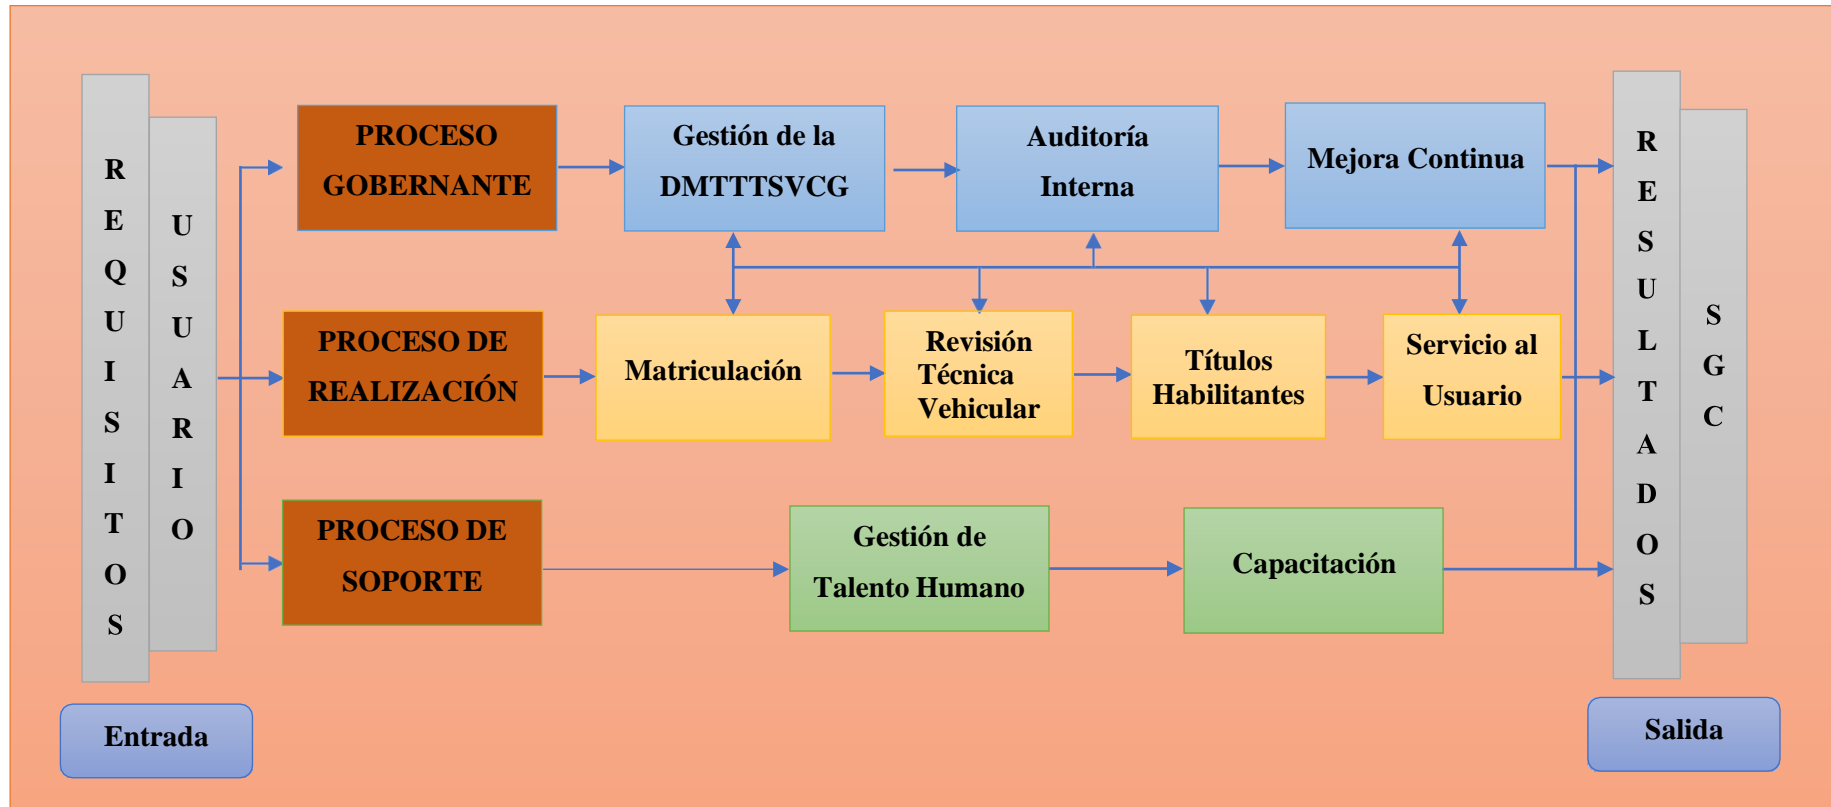 REQUISITOS
USUARIO
PROCESO
GOBERNANTE
Gestión de la
DMTTTSVCG
Auditoría
Interna
Mejora Continua
PROCESO DE
REALIZACIÓN
Matriculación
Revisión
Técnica
Vehicular
Títulos
Habilitantes
Servicio al
Usuario
PROCESO DE
SOPORTE
Gestión de
Talento Humano
Capacitación
RESULTADOS
SGC
Entrada
Salida